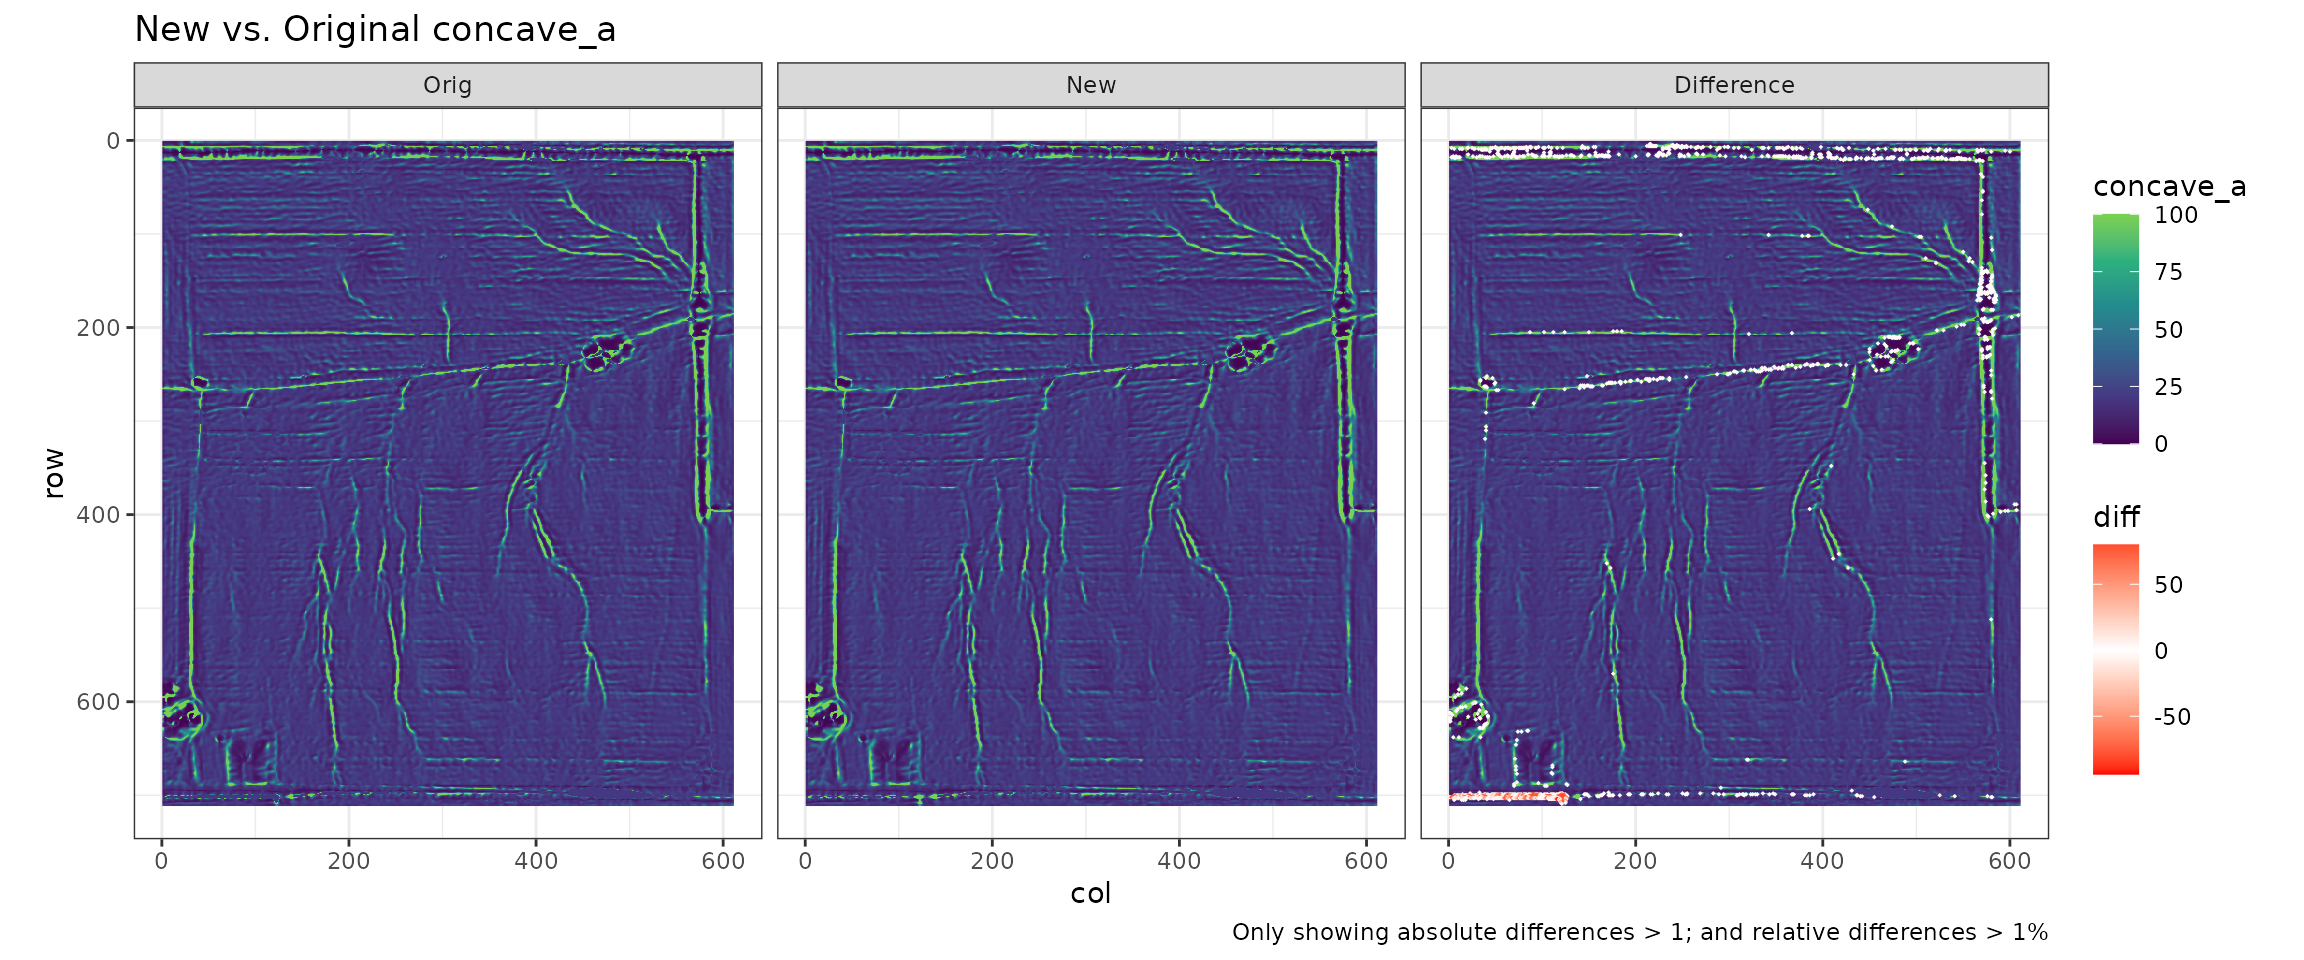 New vs. Original concave_a
Orig
New
Difference
0
200
400
600
row
0
200
400
600
0
200
400
600
0
200
400
600
col
concave_a
100
75
50
25
0
diff
50
0
-50
Only showing absolute differences > 1; and relative differences > 1%